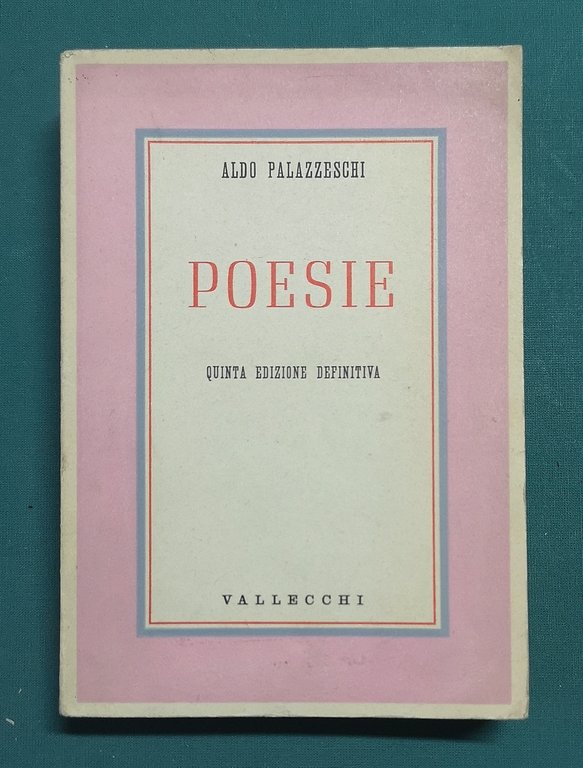 ALDO PALAZZESCHI
POESIE
QUINTA EDIZIONE DEFINITIVA
VALLECCHI